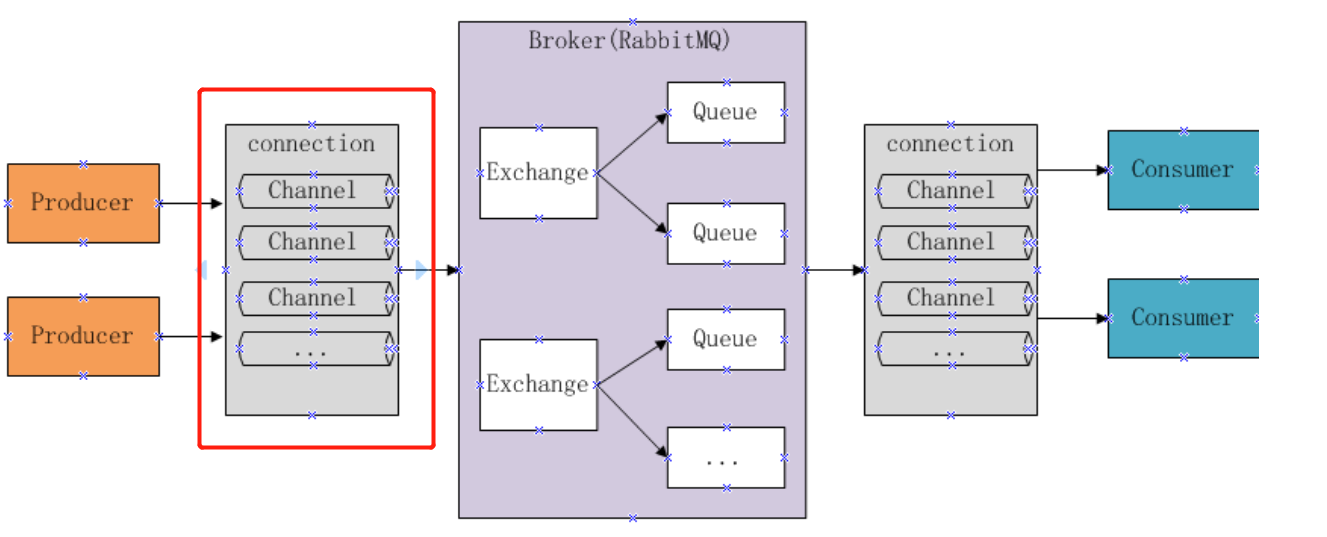 Producer
Producer
connection
Channel
Channel
Channel
...
Broker(RabbitMQ)
Exchange
Queue
Queue
Exchange
Queue
...
connection
Channel
Channel
Channel
...
Consumer
Consumer